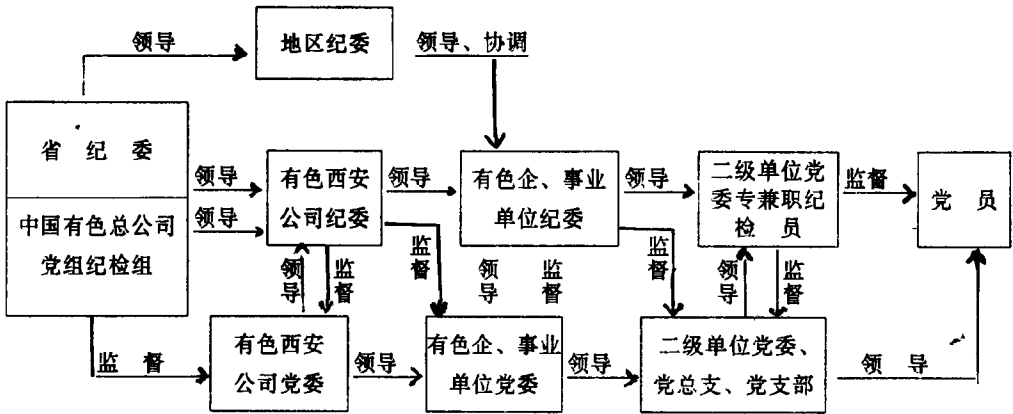 领导
地区纪委
领导、协调
省 纪 委
中国有色总公司
党组纪检组
领导
领导
有色西安
公司纪委
领导
有色企、事业
单位纪委
领导
二级单位党
委专兼职纪
检 员
监督
党 员
领导
监督
监督
领导
监督
监督
领导
监督
监 督
有色西安
公司党委
领导
有色企、事业
单位党委
领导
二级单位党委、
党总支、党支部
领 导